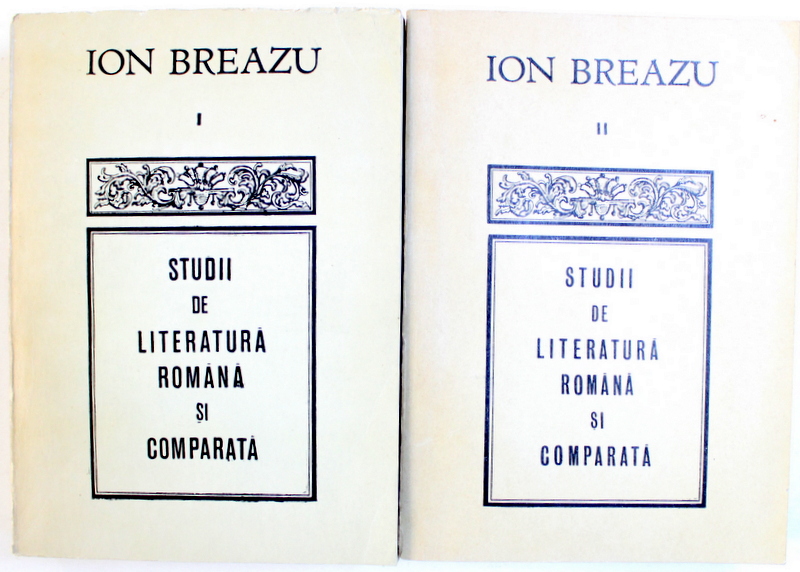 ION BREAZU
I
STUDII
DE
LITERATURĂ
ROMÂNĂ
ȘI
COMPARATĂ
ION BREAZU
II
STUDII
DE
LITERATURĂ
ROMÂNĂ
ȘI
COMPARATĂ